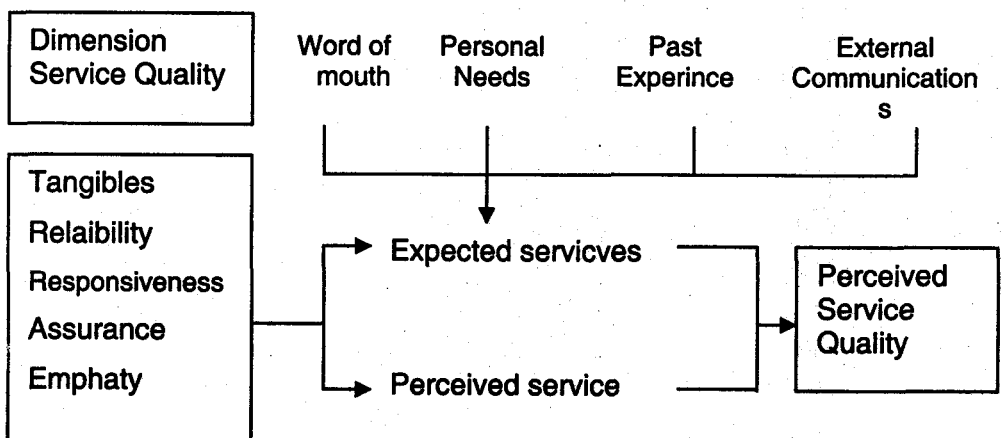 Dimension
Service Quality
Word of
mouth
Personal
Needs
Past
Experince
External
Communication
s
Tangibles
Relaibility
Responsiveness
Assurance
Emphaty
Expected servicves
Perceived service
Perceived
Service
Quality